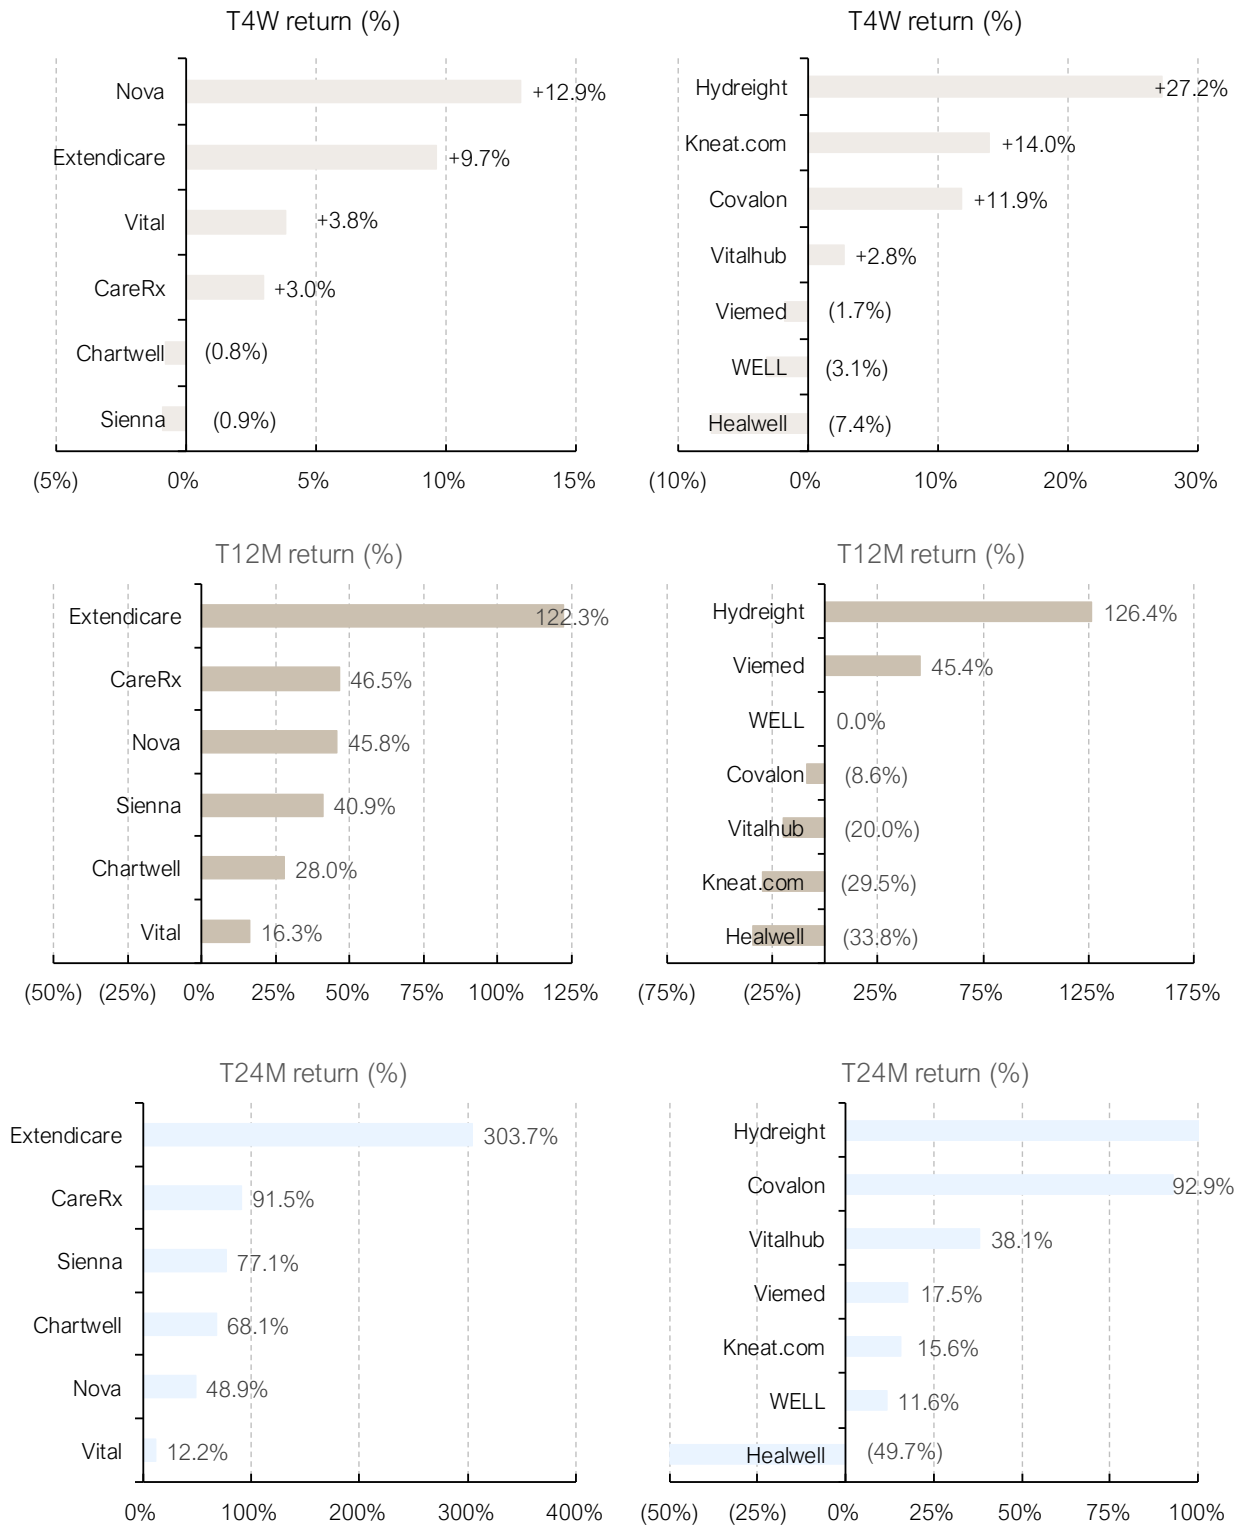 T4W return (%)
Nova +12.9%
Extendicare +9.7%
Vital +3.8%
CareRx +3.0%
Chartwell (0.8%)
Sienna (0.9%)
(5%) 0% 5% 10% 15%
T4W return (%)
Hydreight +27.2%
Kneat.com +14.0%
Covalon +11.9%
Vitalhub +2.8%
Viemed (1.7%)
WELL (3.1%)
Healwell (7.4%)
(10%) 0% 10% 20% 30%
T12M return (%)
Extendicare 122.3%
CareRx 46.5%
Nova 45.8%
Sienna 40.9%
Chartwell 28.0%
Vital 16.3%
(50%) (25%) 0% 25% 50% 75% 100% 125%
T12M return (%)
Hydreight 126.4%
Viemed 45.4%
WELL 0.0%
Covalon (8.6%)
Vitalhub (20.0%)
Kneat.com (29.5%)
Healwell (33.8%)
(75%) (25%) 25% 75% 125% 175%
T24M return (%)
Extendicare 303.7%
CareRx 91.5%
Sienna 77.1%
Chartwell 68.1%
Nova 48.9%
Vital 12.2%
0% 100% 200% 300% 400%
T24M return (%)
Hydreight
Covalon 92.9%
Vitalhub 38.1%
Viemed 17.5%
Kneat.com 15.6%
WELL 11.6%
Healwell (49.7%)
(50%) (25%) 0% 25% 50% 75% 100%